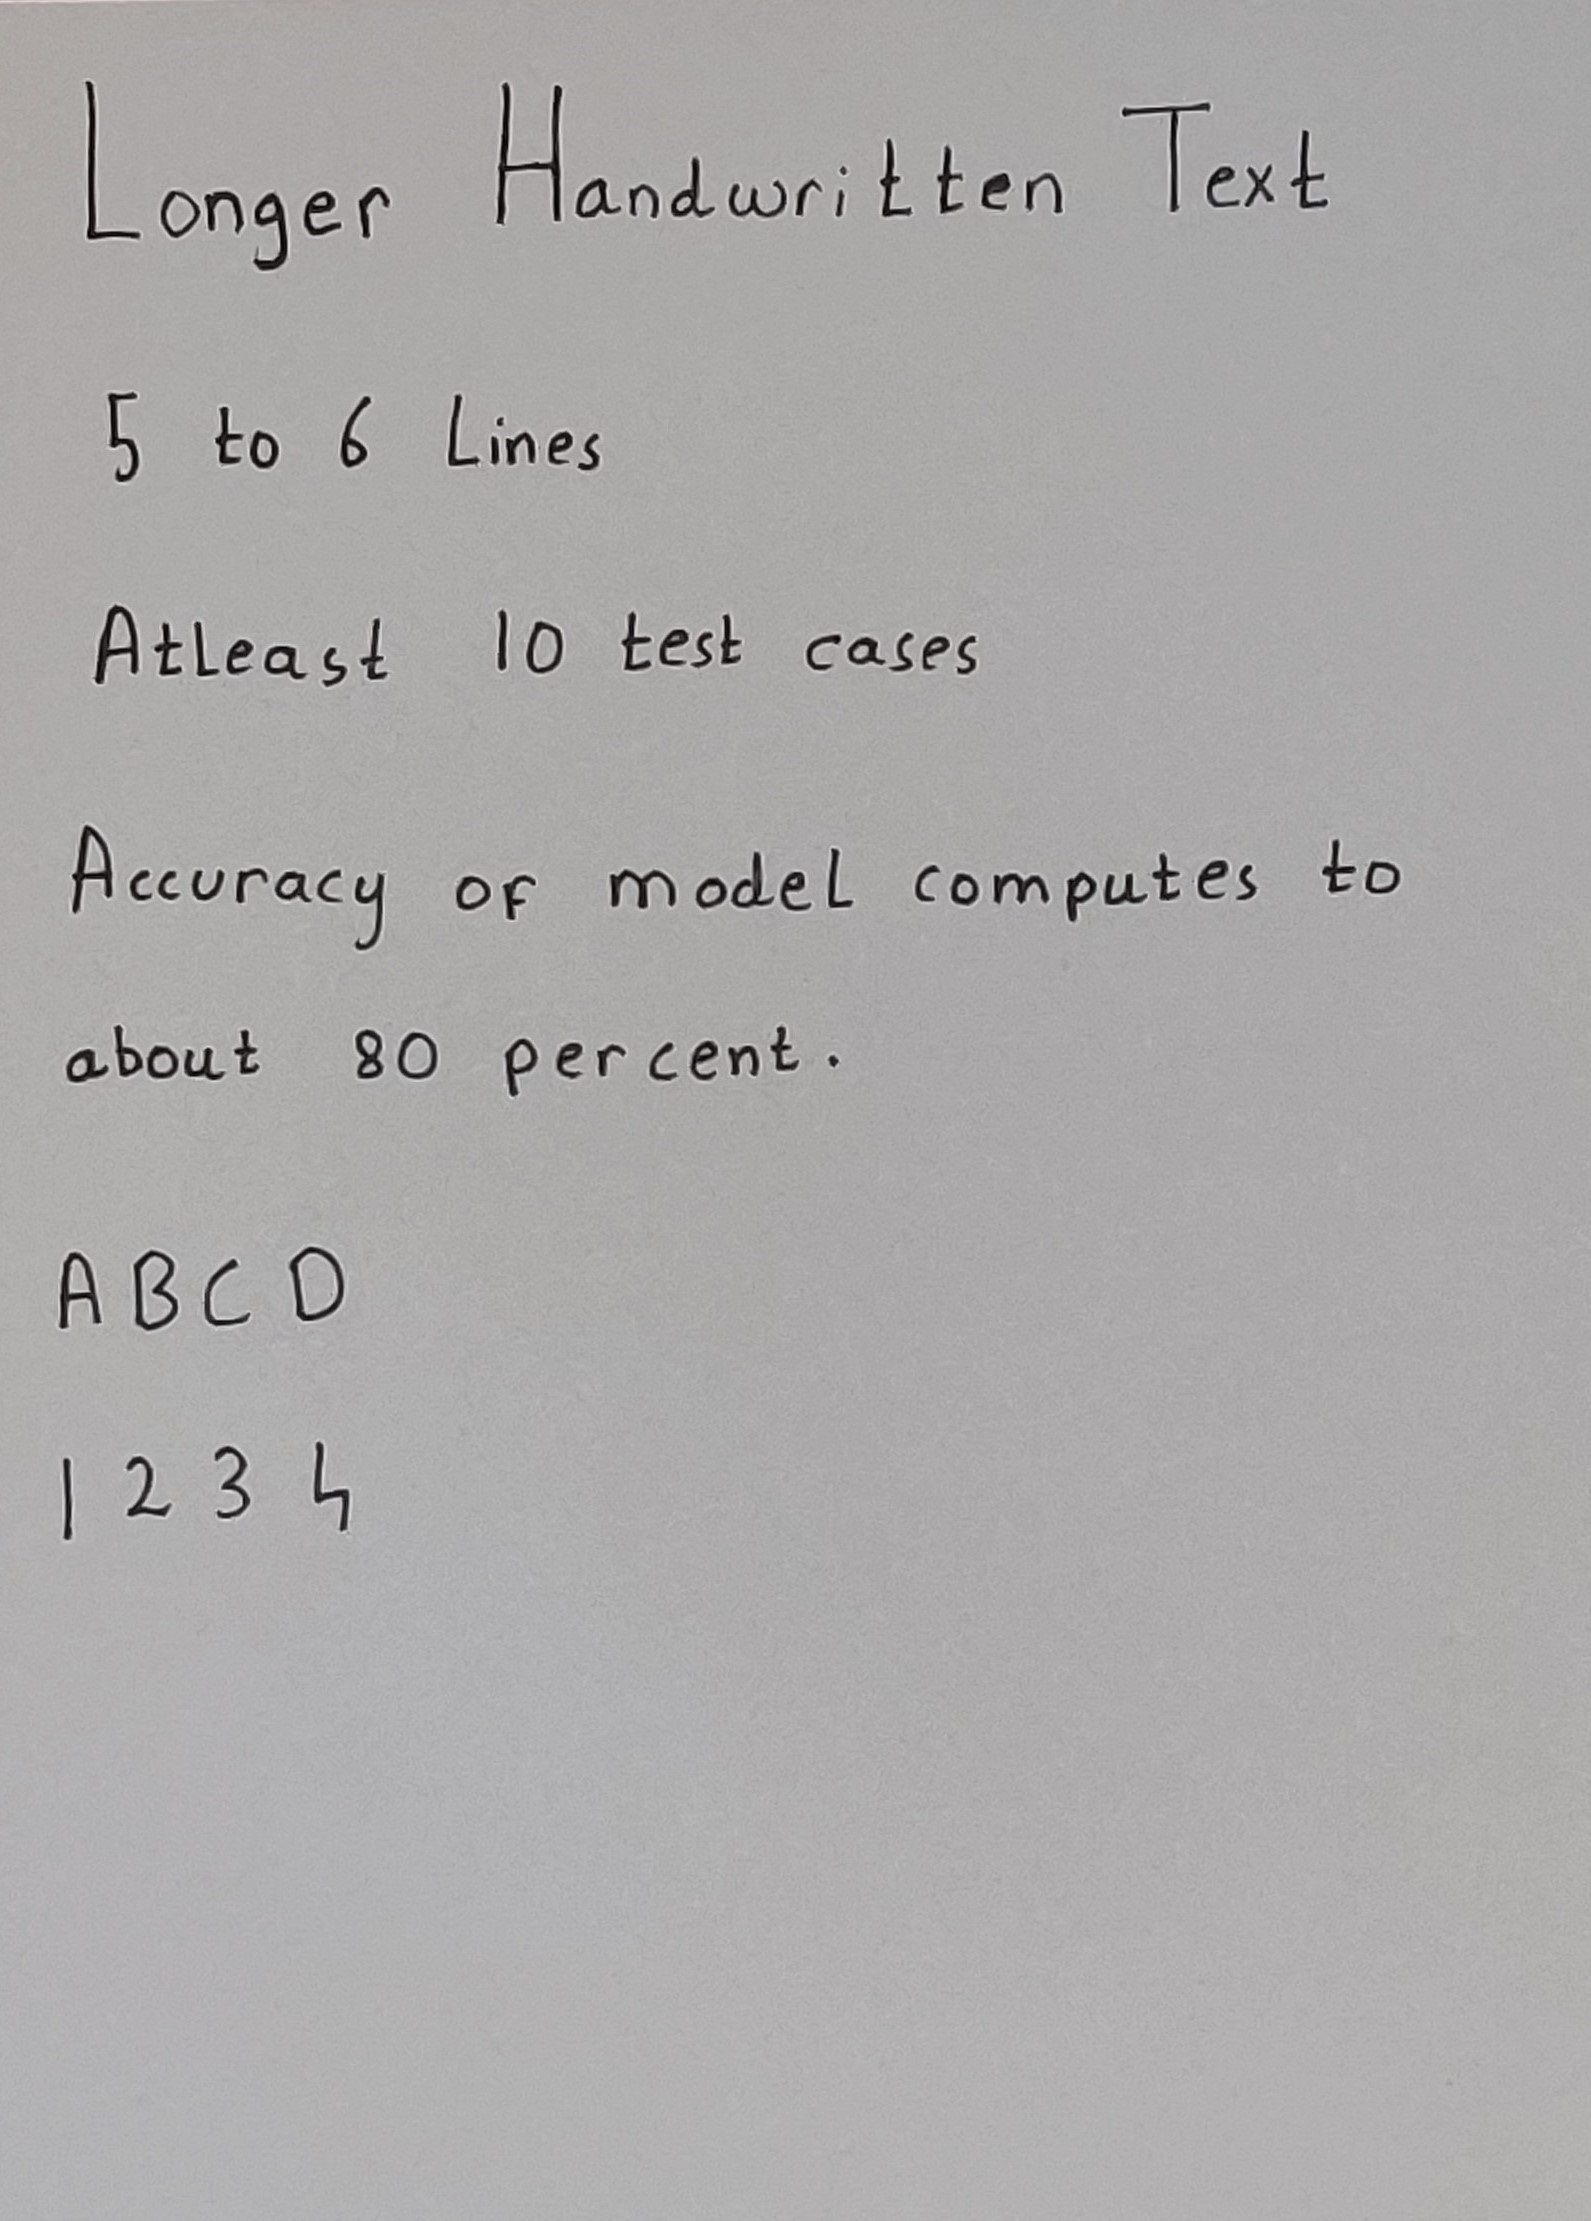 Longer Handwritten Text
5 to 6 Lines
AtLeast 10 test cases
Accuracy of model computes to
about 80 percent.
A B C D
1 2 3 4